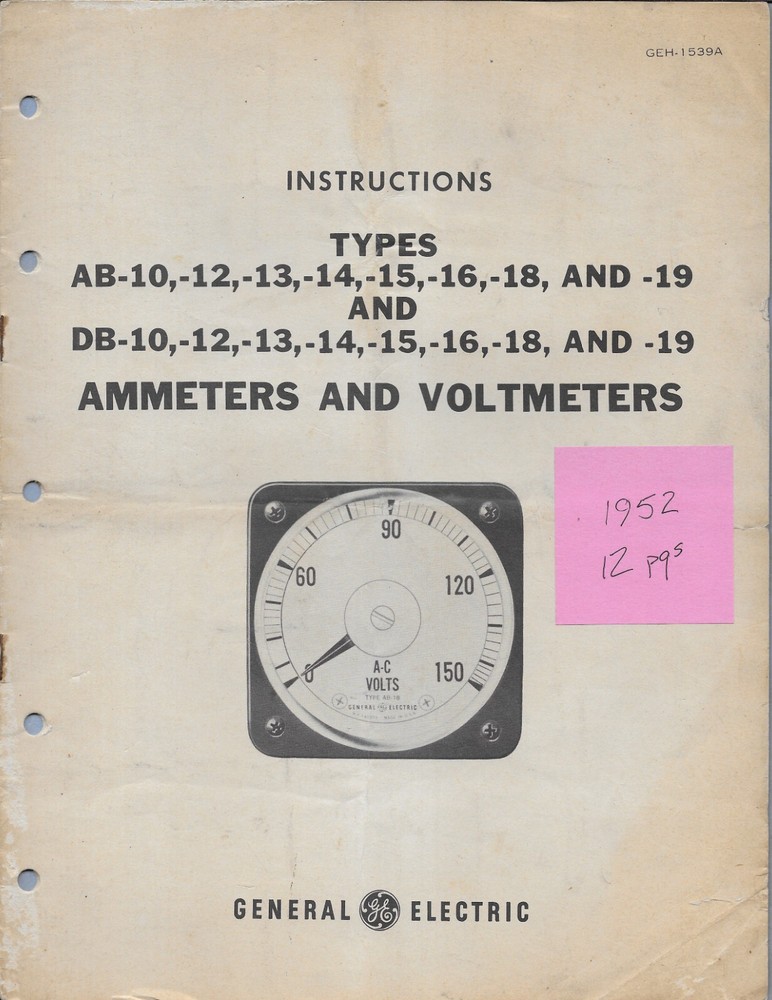 GEH-1539A
INSTRUCTIONS
TYPES
AB-10,-12,-13,-14,-15,-16,-18, AND -19
AND
DB-10,-12,-13,-14,-15,-16,-18, AND -19
AMMETERS AND VOLTMETERS
1952
12 pgs
90
60
120
0
150
A-C
VOLTS
GENERAL GE ELECTRIC
GENERAL GE ELECTRIC